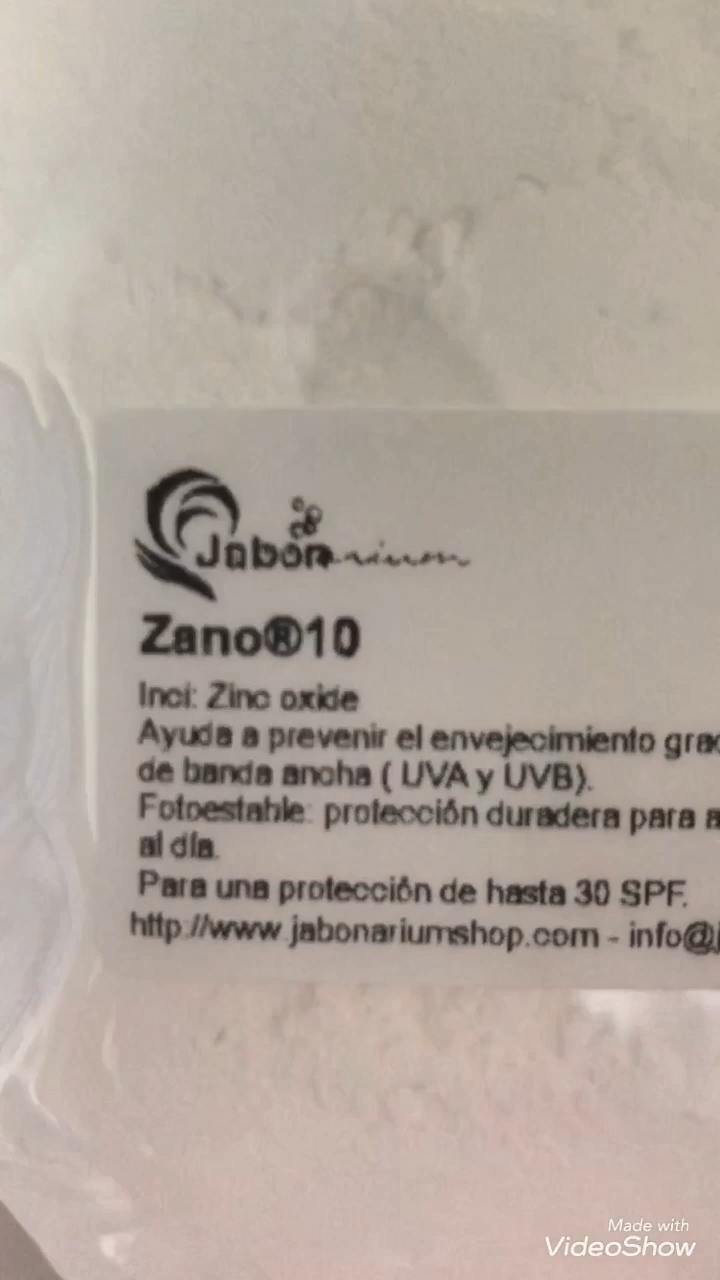 Jabonarium
Zano®10
Inci: Zinc oxide
Ayuda a prevenir el envejecimiento
de banda ancha ( UVA y UVB).
Fotoestable: protección duradera para
al día.
Para una protección de hasta 30 SPF.
http://www.jabonariumshop.com - info@j
Made with
VideoShow